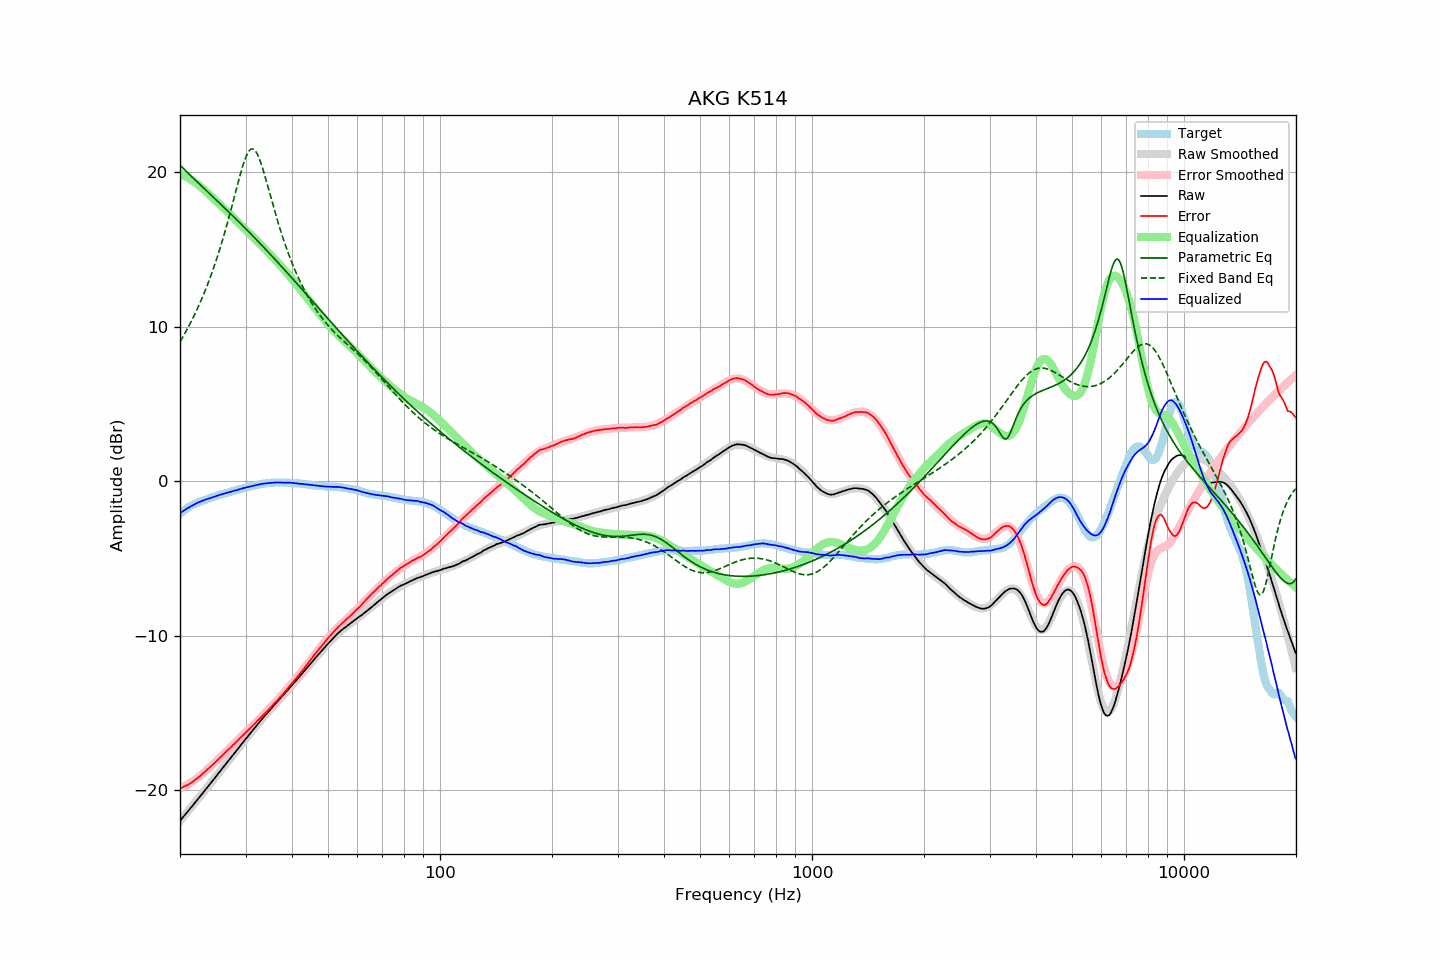 AKG K514
Amplitude (dBr)
20
10
0
−10
−20
Target
Raw Smoothed
Error Smoothed
Raw
Error
Equalization
Parametric Eq
Fixed Band Eq
Equalized
100
1000
10000
Frequency (Hz)